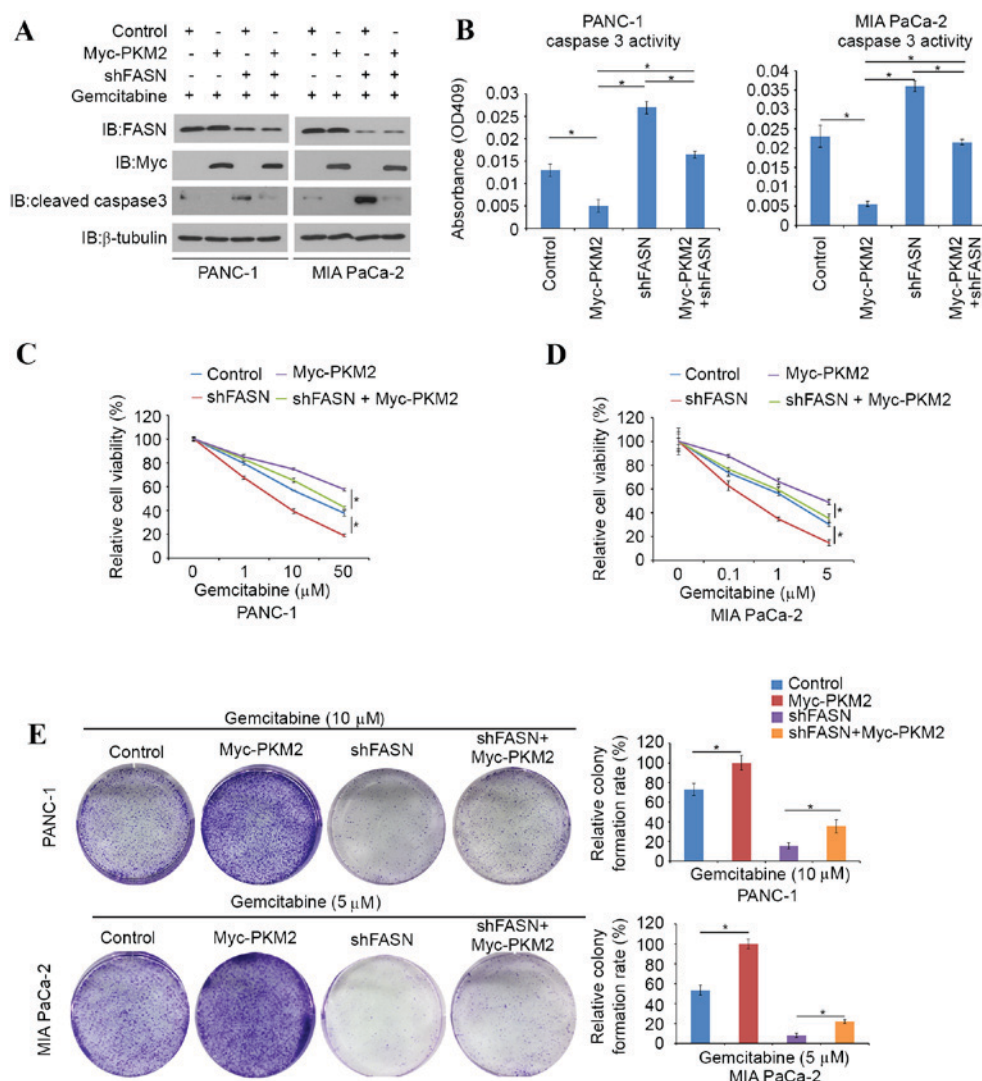 A
Control + - + - + - + -
Myc-PKM2 - + - + - + - +
shFASN - - + + - - + +
Gemcitabine + + + + + + + +
IB:FASN
IB:Myc
IB:cleaved caspase3
IB:β-tubulin
PANC-1 MIA PaCa-2
B
PANC-1
caspase 3 activity
Absorbance (OD409)
0.03
0.025
0.02
0.015
0.01
0.005
0
* * * *
Control
Myc-PKM2
shFASN
Myc-PKM2
+shFASN
MIA PaCa-2
caspase 3 activity
0.04
0.035
0.03
0.025
0.02
0.015
0.01
0.005
0
* * * *
Control
Myc-PKM2
shFASN
Myc-PKM2
+shFASN
C
Control Myc-PKM2
shFASN shFASN + Myc-PKM2
Relative cell viability (%)
120
100
80
60
40
20
0
*
*
0 1 10 50
Gemcitabine (μM)
PANC-1
D
Control Myc-PKM2
shFASN shFASN + Myc-PKM2
Relative cell viability (%)
120
100
80
60
40
20
0
*
*
0 0.1 1 5
Gemcitabine (μM)
MIA PaCa-2
E
Gemcitabine (10 μM)
Control Myc-PKM2 shFASN shFASN+
Myc-PKM2
PANC-1
Gemcitabine (5 μM)
Control Myc-PKM2 shFASN shFASN+
Myc-PKM2
MIA PaCa-2
Control
Myc-PKM2
shFASN
shFASN+Myc-PKM2
Relative colony
formation rate (%)
120
100
80
60
40
20
0
* *
Gemcitabine (10 μM)
PANC-1
Relative colony
formation rate (%)
120
100
80
60
40
20
0
* *
Gemcitabine (5 μM)
MIA PaCa-2